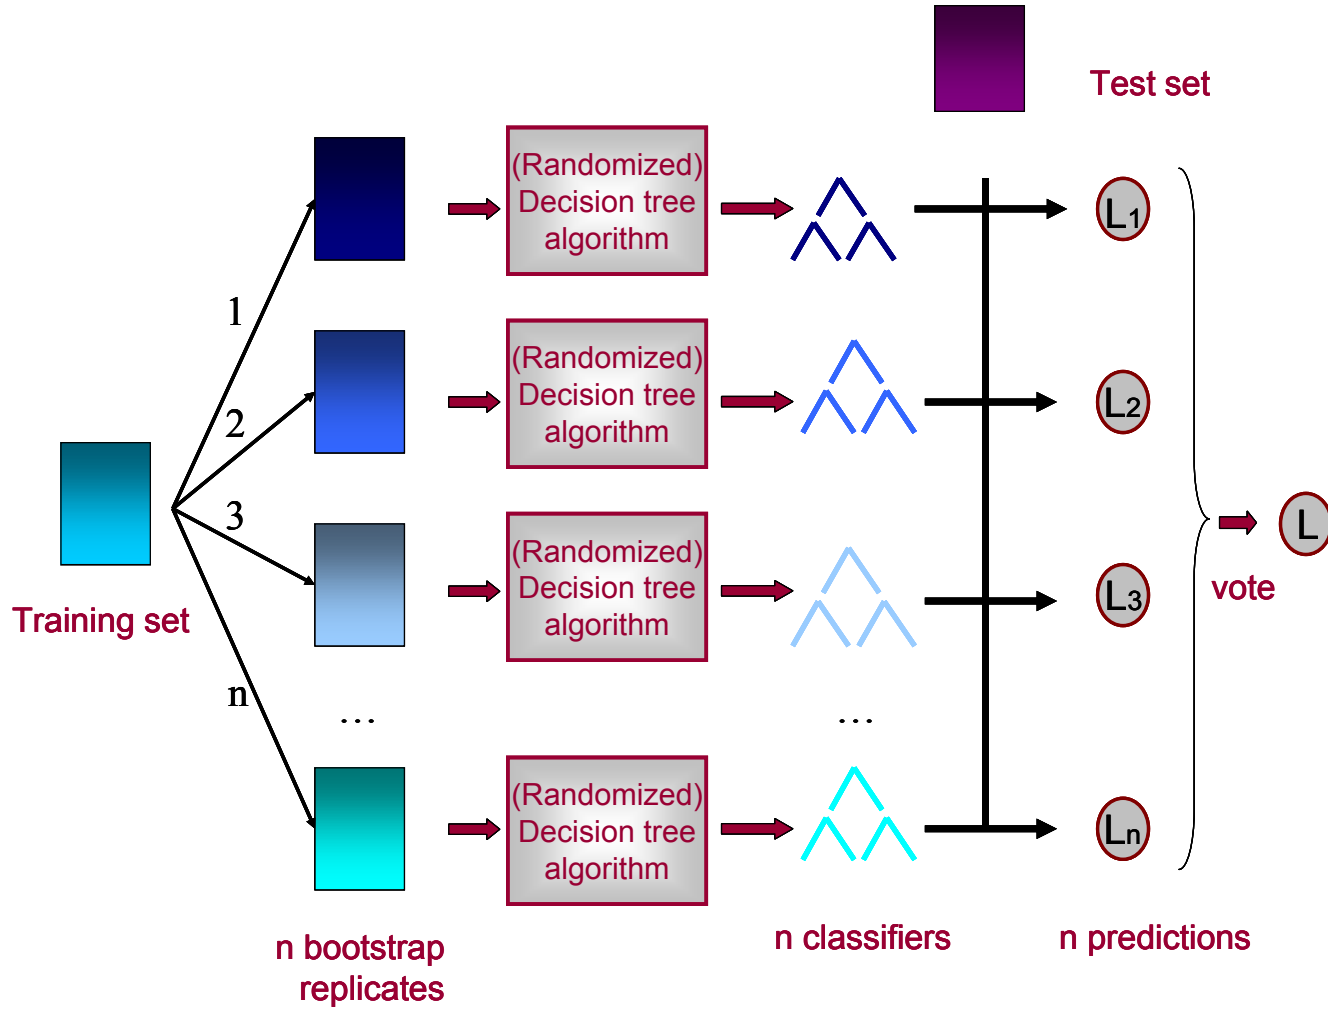 Test set
(Randomized)
Decision tree
algorithm
L1
1
(Randomized)
Decision tree
algorithm
L2
2
3
(Randomized)
Decision tree
algorithm
L3
L
vote
Training set
n
...
...
(Randomized)
Decision tree
algorithm
Ln
n bootstrap
replicates
n classifiers
n predictions